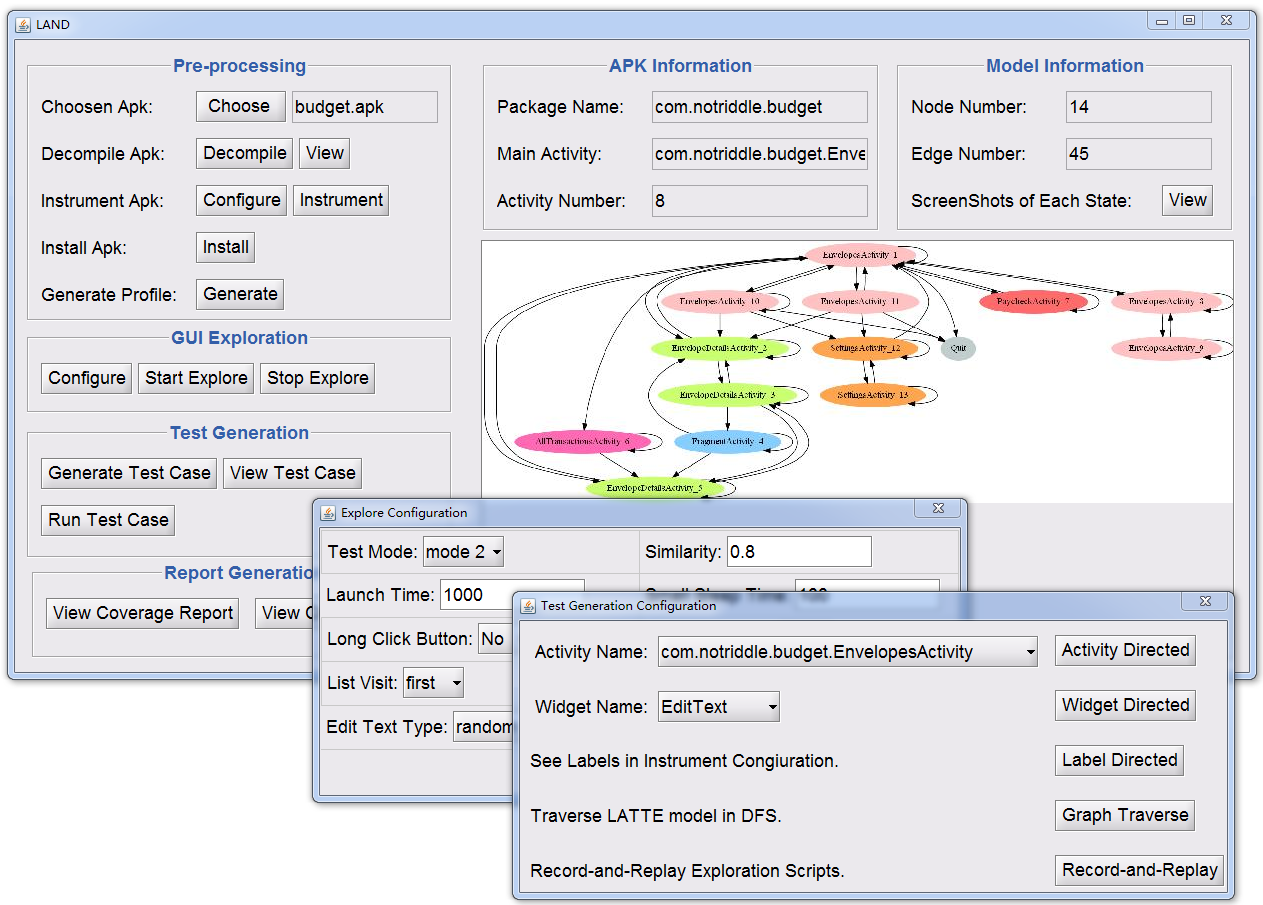 LAND
Pre-processing
Choosen Apk: Choose budget.apk
Decompile Apk: Decompile View
Instrument Apk: Configure Instrument
Install Apk: Install
Generate Profile: Generate
GUI Exploration
Configure Start Explore Stop Explore
Test Generation
Generate Test Case View Test Case
Run Test Case
Report Generatio
View Coverage Report View C
APK Information
Package Name: com.notriddle.budget
Main Activity: com.notriddle.budget.Enve
Activity Number: 8
Model Information
Node Number: 14
Edge Number: 45
ScreenShots of Each State: View
EnvelopesActivity_1
EnvelopesActivity_10 EnvelopesActivity_11 PaycheckActivity_7 EnvelopesActivity_8
EnvelopeDetailsActivity_2 SettingsActivity_12 Quit EnvelopesActivity_9
EnvelopeDetailsActivity_3 SettingsActivity_13
AllTransactionsActivity_6 FragmentActivity_4
EnvelopeDetailsActivity_5
Explore Configuration
Test Mode: mode 2 Similarity: 0.8
Launch Time: 1000 Small Sleep Time: 100
Long Click Button: No
List Visit: first
Edit Text Type: random
Test Generation Configuration
Activity Name: com.notriddle.budget.EnvelopesActivity Activity Directed
Widget Name: EditText Widget Directed
See Labels in Instrument Congiuration. Label Directed
Traverse LATTE model in DFS. Graph Traverse
Record-and-Replay Exploration Scripts. Record-and-Replay